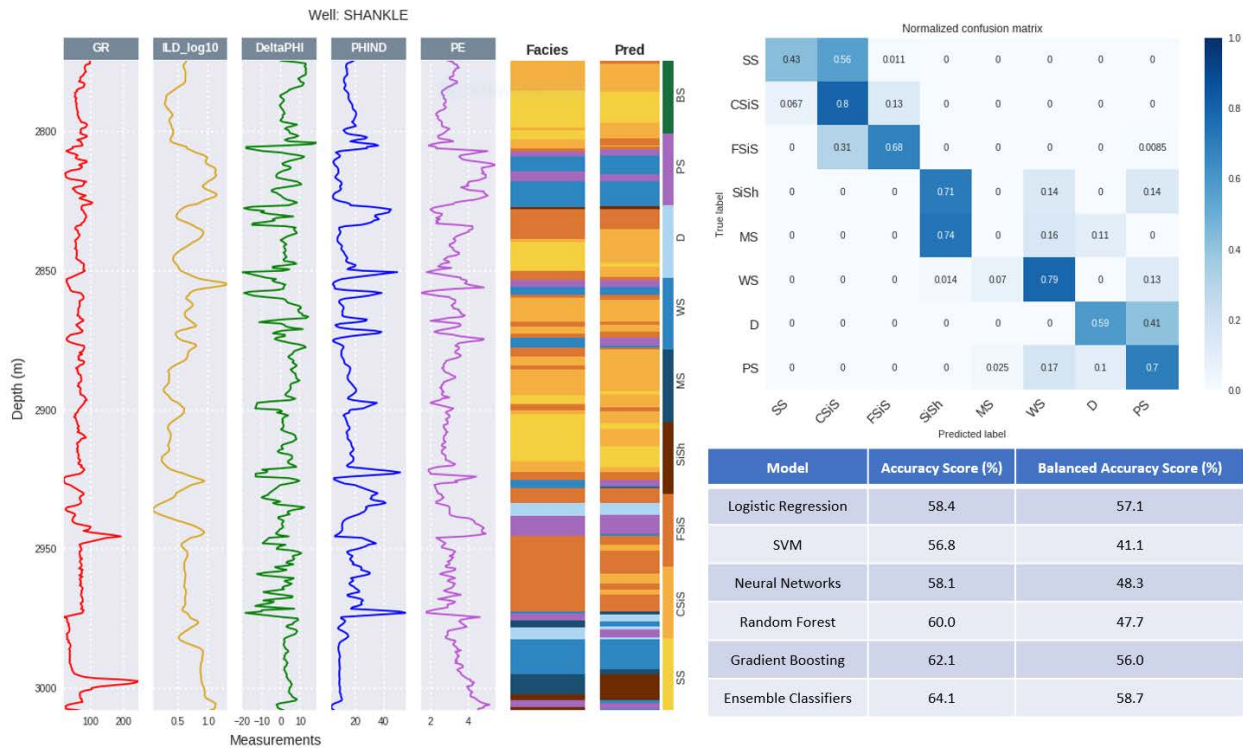 Well: SHANKLE
GR ILD_log10 DeltaPHI PHIND PE Facies Pred
Depth (m)
2800
2850
2900
2950
3000
100 200 0.5 1.0 -20 -10 0 10 20 40 2 4
Measurements
BS
PS
D
WS
MS
SiSh
FSiS
CSiS
SS
Normalized confusion matrix
True label
SS 0.43 0.56 0.011 0 0 0 0 0
CSiS 0.067 0.8 0.13 0 0 0 0 0
FSiS 0 0.31 0.68 0 0 0 0 0.0085
SiSh 0 0 0 0.71 0 0.14 0 0.14
MS 0 0 0 0.74 0 0.16 0.11 0
WS 0 0 0 0.014 0.07 0.79 0 0.13
D 0 0 0 0 0 0 0.59 0.41
PS 0 0 0 0 0.025 0.17 0.1 0.7
SS CSiS FSiS SiSh MS WS D PS
Predicted label
1.0
0.8
0.6
0.4
0.2
0.0
Model Accuracy Score (%) Balanced Accuracy Score (%)
Logistic Regression 58.4 57.1
SVM 56.8 41.1
Neural Networks 58.1 48.3
Random Forest 60.0 47.7
Gradient Boosting 62.1 56.0
Ensemble Classifiers 64.1 58.7